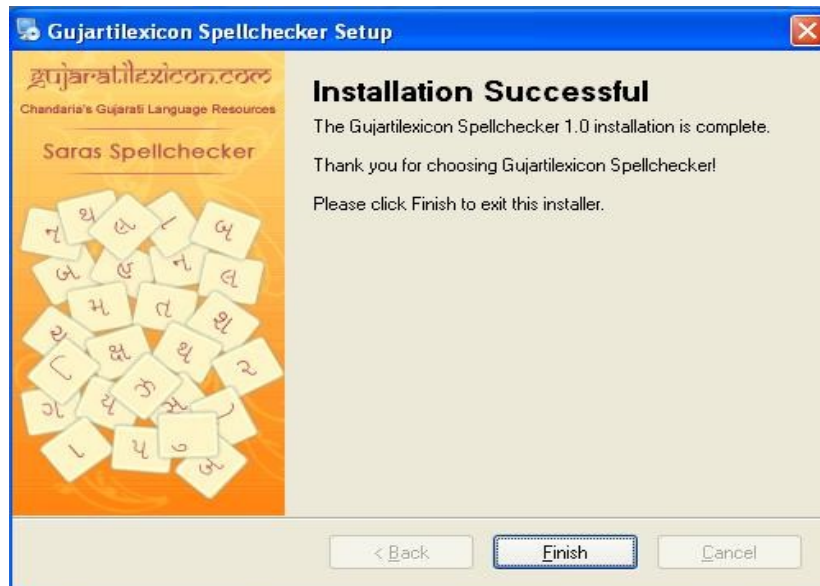 Gujartilexicon Spellchecker Setup
gujaratilexicon.com
Chandaria's Gujarati Language Resources
Saras Spellchecker
ન થ લ બ
બ ન લ
મ ત શ
ક્ષ થ ર
ગ ય
પ
Installation Successful
The Gujartilexicon Spellchecker 1.0 installation is complete.
Thank you for choosing Gujartilexicon Spellchecker!
Please click Finish to exit this installer.
< Back
Finish
Cancel